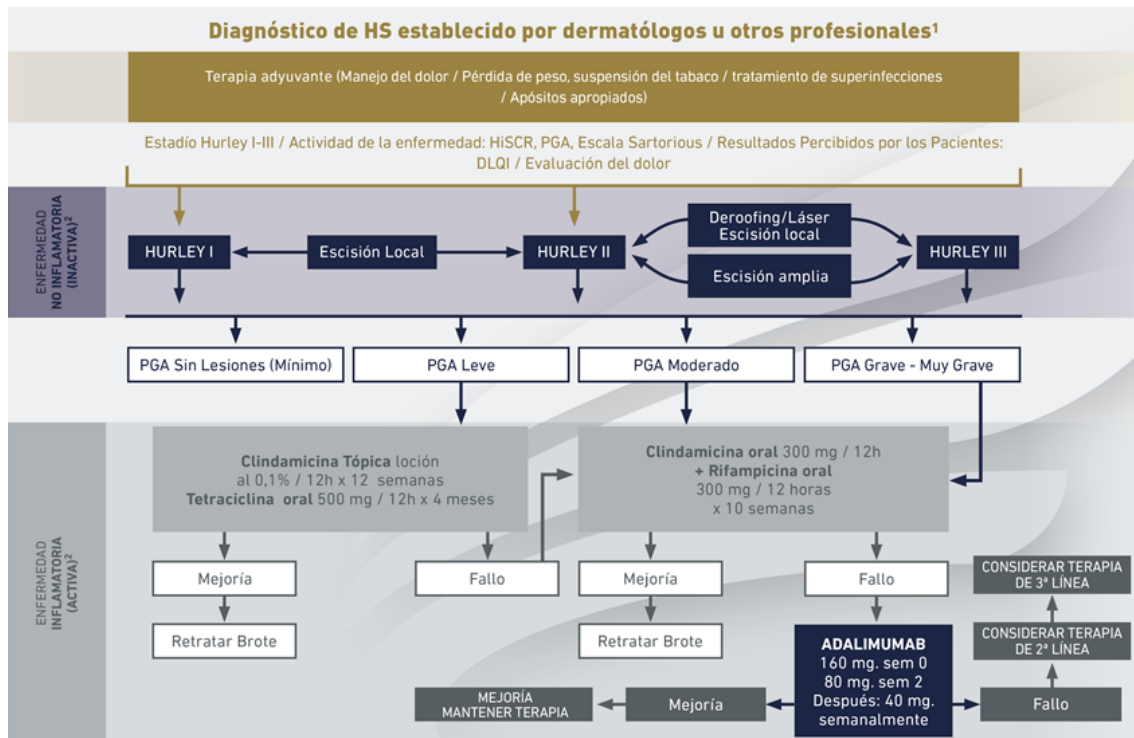 Diagnóstico de HS establecido por dermatólogos u otros profesionales¹
Terapia adyuvante (Manejo del dolor / Pérdida de peso, suspensión del tabaco / tratamiento de superinfecciones
/ Apósitos apropiados)
Estadío Hurley I-III / Actividad de la enfermedad: HiSCR, PGA, Escala Sartorious / Resultados Percibidos por los Pacientes:
DLQI / Evaluación del dolor
ENFERMEDAD
NO INFLAMATORIA
(INACTIVA)²
HURLEY I
Escisión Local
HURLEY II
Deroofing/Láser
Escisión local
Escisión amplia
HURLEY III
PGA Sin Lesiones (Mínimo)
PGA Leve
PGA Moderado
PGA Grave - Muy Grave
ENFERMEDAD
INFLAMATORIA
(ACTIVA)²
Clindamicina Tópica loción
al 0,1% / 12h x 12 semanas
Tetraciclina oral 500 mg / 12h x 4 meses
Clindamicina oral 300 mg / 12h
+ Rifampicina oral
300 mg / 12 horas
x 10 semanas
Mejoría
Fallo
Mejoría
Fallo
CONSIDERAR TERAPIA
DE 3ª LÍNEA
Retratar Brote
Retratar Brote
ADALIMUMAB
160 mg. sem 0
80 mg. sem 2
Después: 40 mg.
semanalmente
CONSIDERAR TERAPIA
DE 2ª LÍNEA
MEJORÍA
MANTENER TERAPIA
Mejoría
Fallo